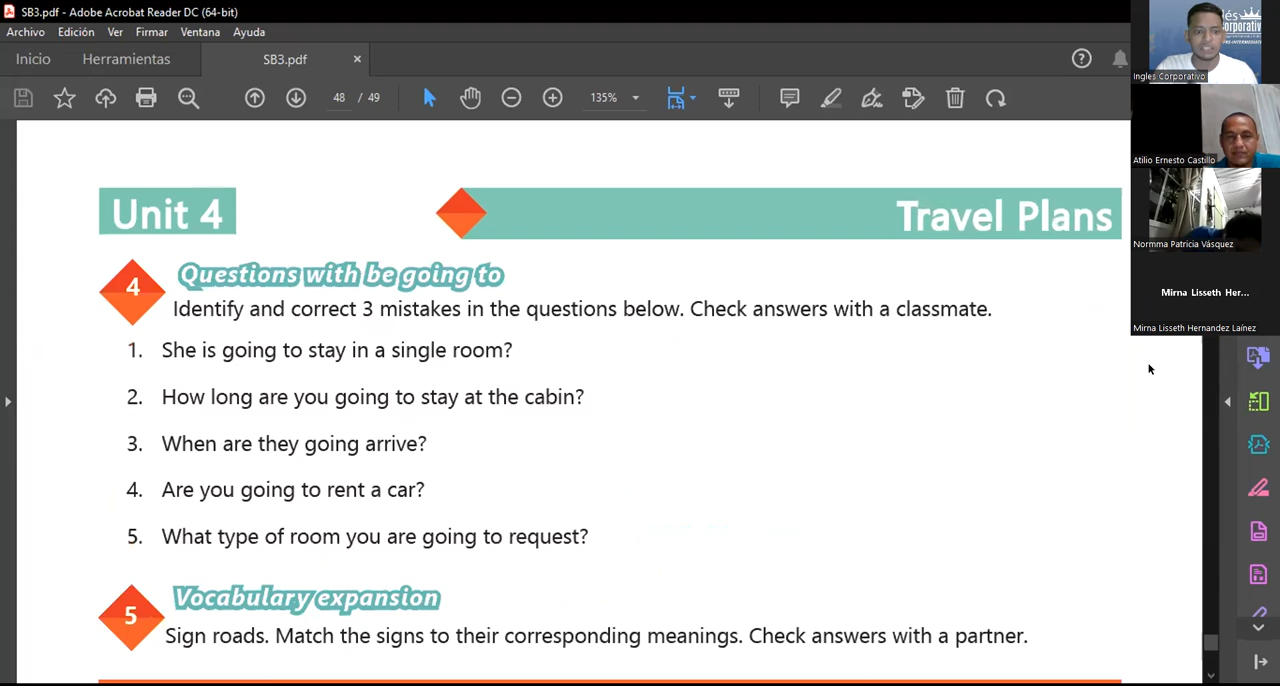 SB3.pdf - Adobe Acrobat Reader DC (64-bit)
Archivo Edición Ver Firmar Ventana Ayuda
Inicio Herramientas SB3.pdf ×
48 / 49 135%
Ingles Corporativo
Atilio Ernesto Castillo
Normma Patricia Vásquez
Mirna Lisseth Her...
Mirna Lisseth Hernandez Laínez
Unit 4 Travel Plans
4 Questions with be going to
Identify and correct 3 mistakes in the questions below. Check answers with a classmate.
1. She is going to stay in a single room?
2. How long are you going to stay at the cabin?
3. When are they going arrive?
4. Are you going to rent a car?
5. What type of room you are going to request?
5 Vocabulary expansion
Sign roads. Match the signs to their corresponding meanings. Check answers with a partner.